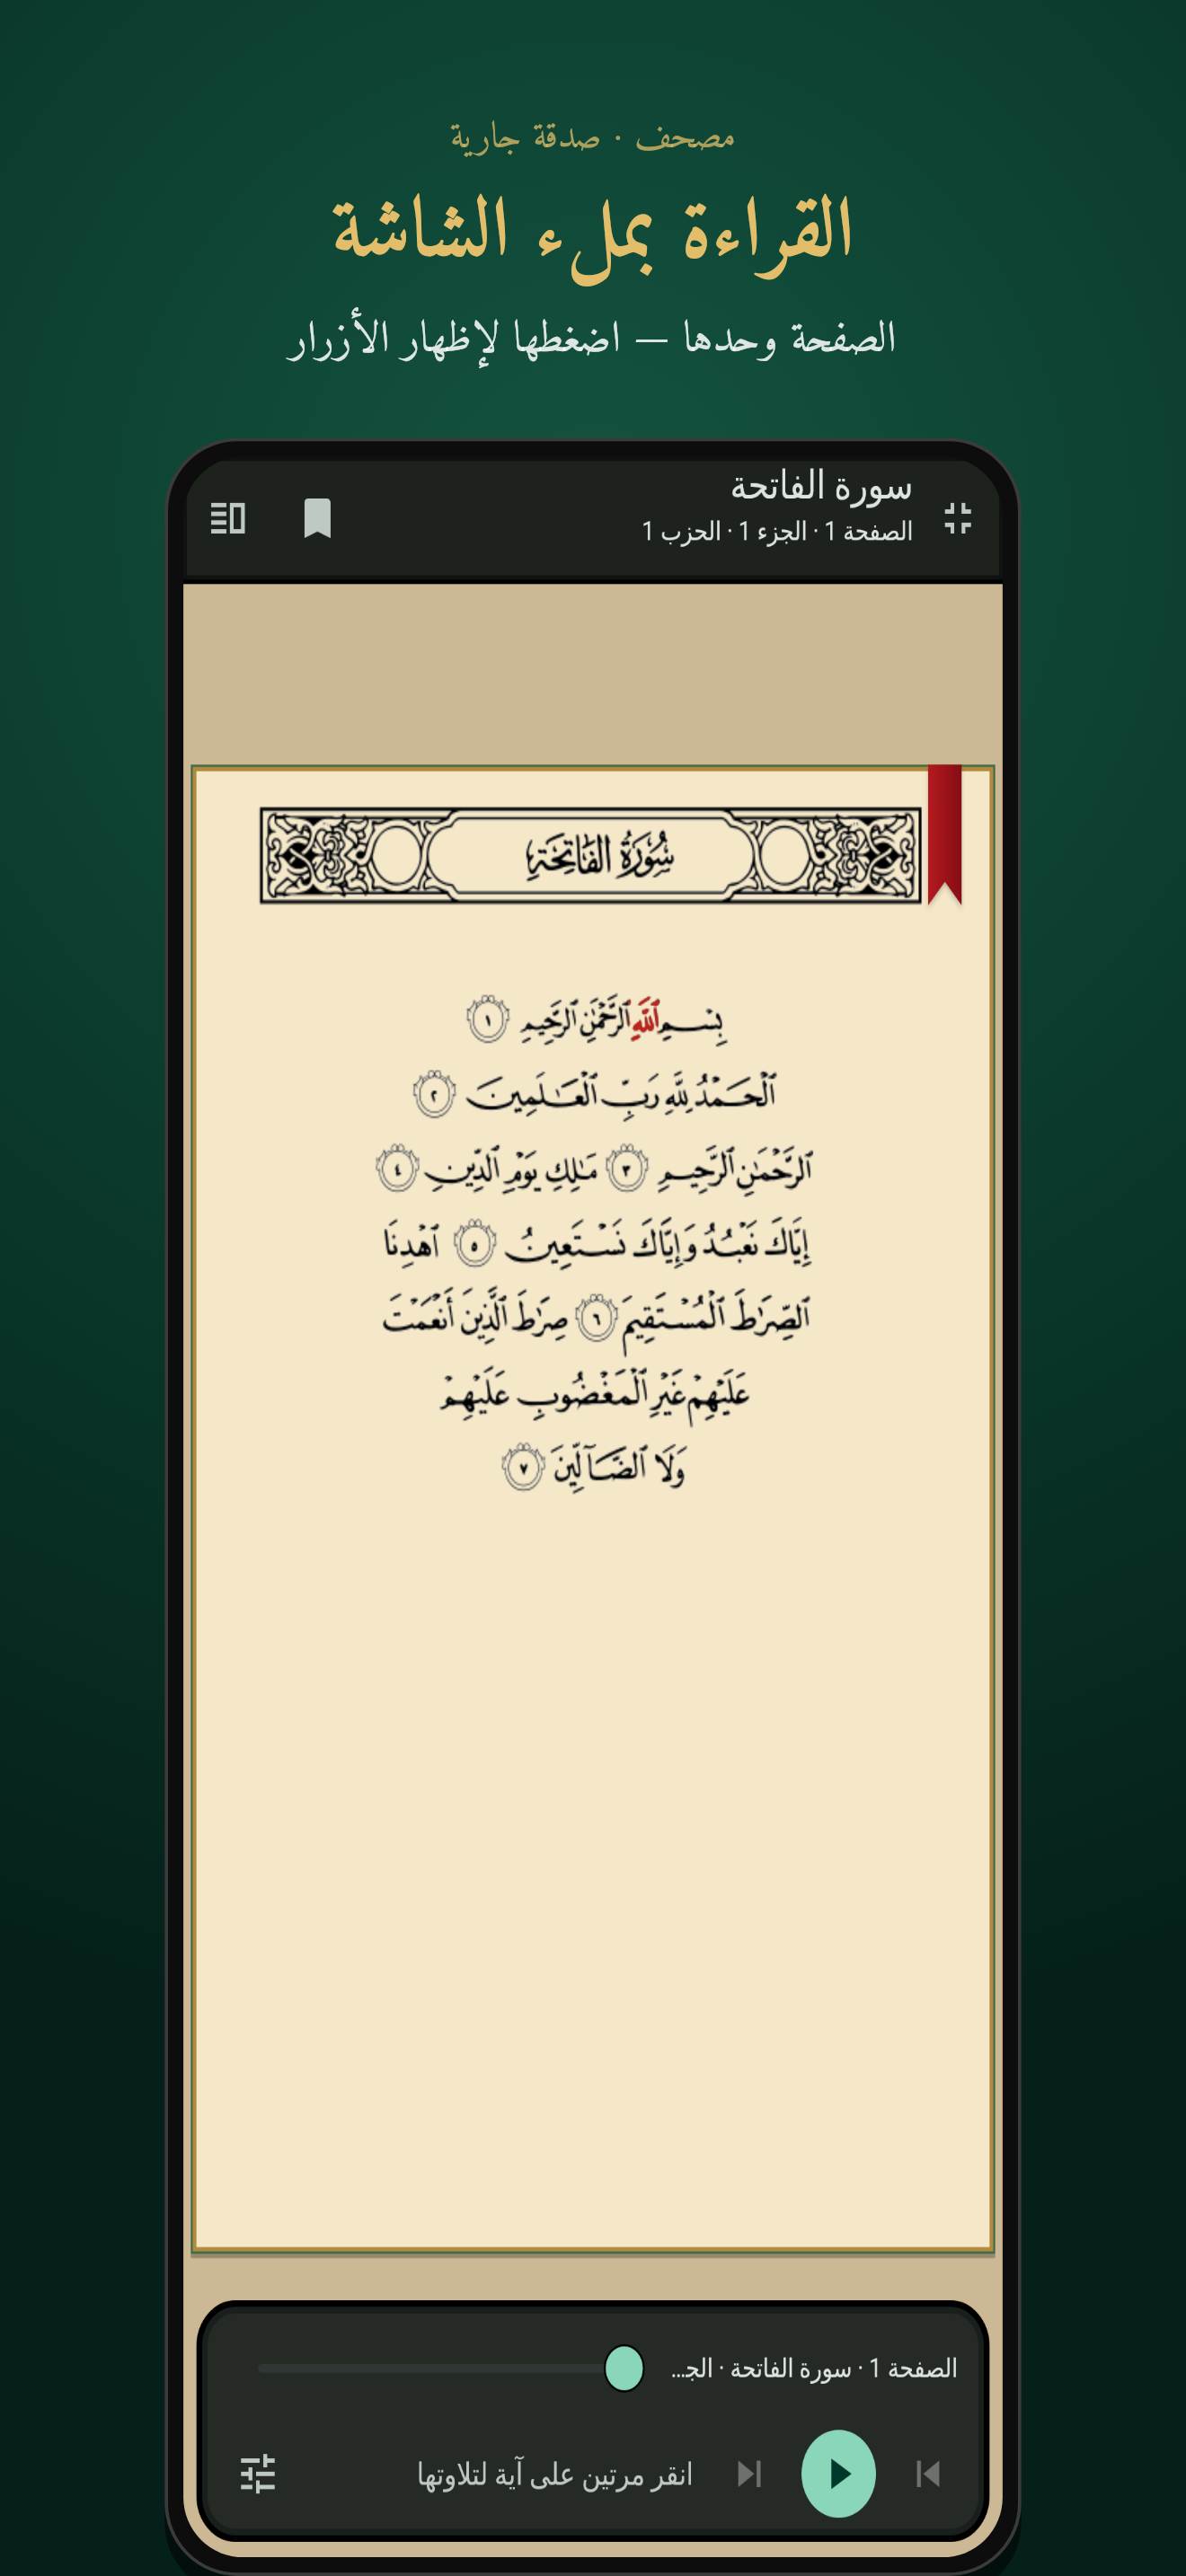 مصحف · صدقة جارية
القراءة بملء الشاشة
الصفحة وحدها — اضغطها لإظهار الأزرار
سورة الفاتحة
الصفحة 1 · الجزء 1 · الحزب 1
سُورَةُ الفَاتِحَةِ
بِسْمِ ٱللَّهِ ٱلرَّحْمَٰنِ ٱلرَّحِيمِ ١
ٱلْحَمْدُ لِلَّهِ رَبِّ ٱلْعَٰلَمِينَ ٢
ٱلرَّحْمَٰنِ ٱلرَّحِيمِ ٣ مَٰلِكِ يَوْمِ ٱلدِّينِ ٤
إِيَّاكَ نَعْبُدُ وَإِيَّاكَ نَسْتَعِينُ ٥ ٱهْدِنَا
ٱلصِّرَٰطَ ٱلْمُسْتَقِيمَ ٦ صِرَٰطَ ٱلَّذِينَ أَنْعَمْتَ
عَلَيْهِمْ غَيْرِ ٱلْمَغْضُوبِ عَلَيْهِمْ
وَلَا ٱلضَّآلِّينَ ٧
الصفحة 1 · سورة الفاتحة · الجـ...
انقر مرتين على آية لتلاوتها